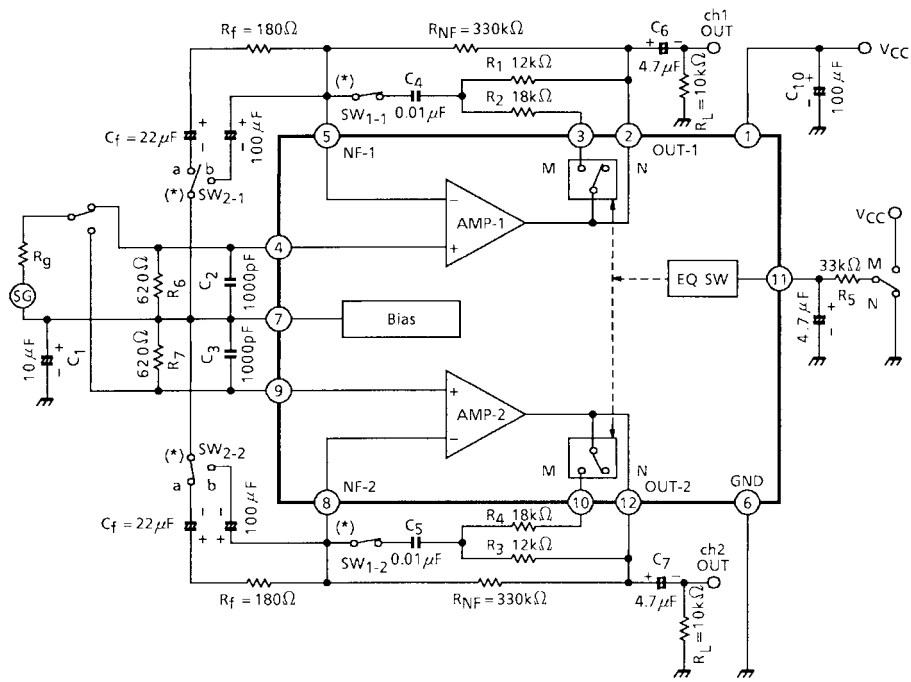 Rf = 180Ω
RNF = 330kΩ
C6
4.7μF
ch1
OUT
RL = 10kΩ
VCC
C10
100μF
R1 12kΩ
R2 18kΩ
(*)
SW1-1
C4
0.01μF
Cf = 22μF
100μF
a
b
(*)
SW2-1
5
NF-1
3
2
OUT-1
1
M
N
AMP-1
Rg
SG
4
620Ω
R6
C2
1000pF
7
Bias
EQ SW
11
33kΩ
R5
VCC
M
N
4.7μF
10μF
C1
620Ω
R7
C3
1000pF
9
AMP-2
(*)
SW2-2
a
b
M
N
GND
8
NF-2
10
12
OUT-2
6
Cf = 22μF
100μF
(*)
SW1-2
C5
0.01μF
R4 18kΩ
R3 12kΩ
C7
4.7μF
ch2
OUT
Rf = 180Ω
RNF = 330kΩ
RL = 10kΩ